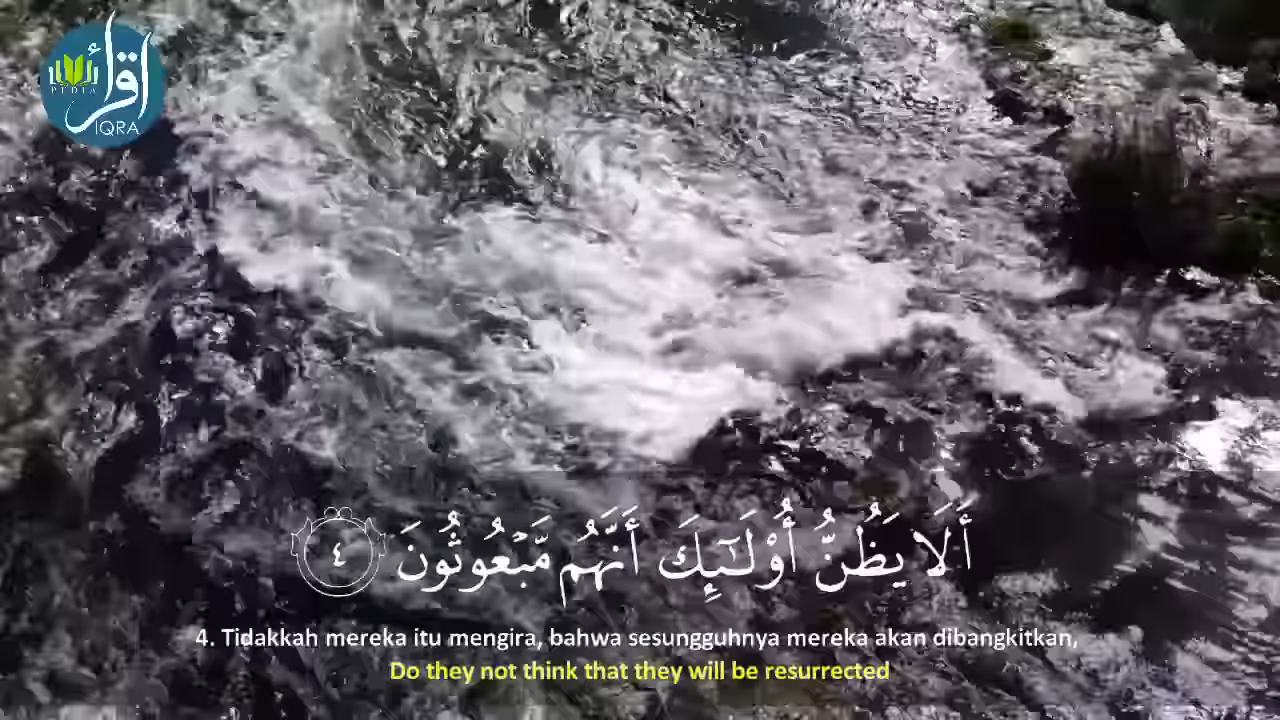 اقرأ
PEDIA
IQRA
أَلَا يَظُنُّ أُو۟لَـٰٓئِكَ أَنَّهُم مَّبْعُوثُونَ ٤
4. Tidakkah mereka itu mengira, bahwa sesungguhnya mereka akan dibangkitkan,
Do they not think that they will be resurrected